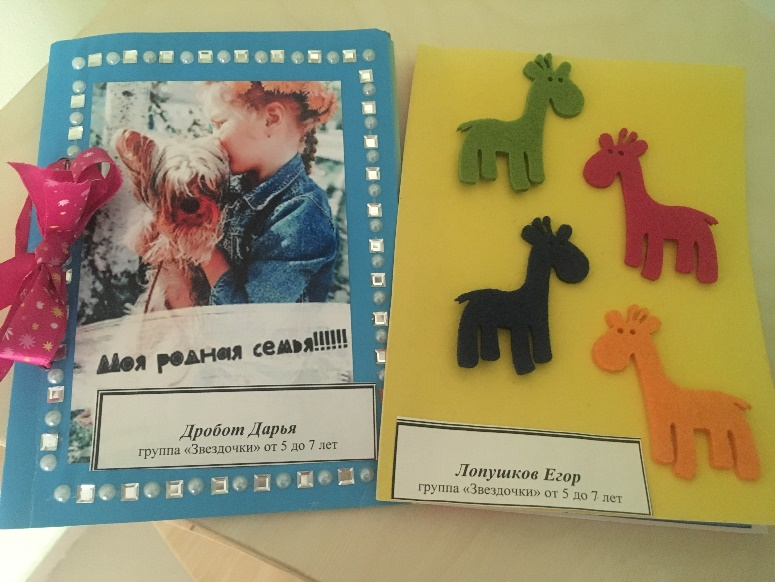 Моя родная семья!!!!!!
Дробот Дарья
группа «Звездочки» от 5 до 7 лет
Лопушков Егор
группа «Звездочки» от 5 до 7 лет